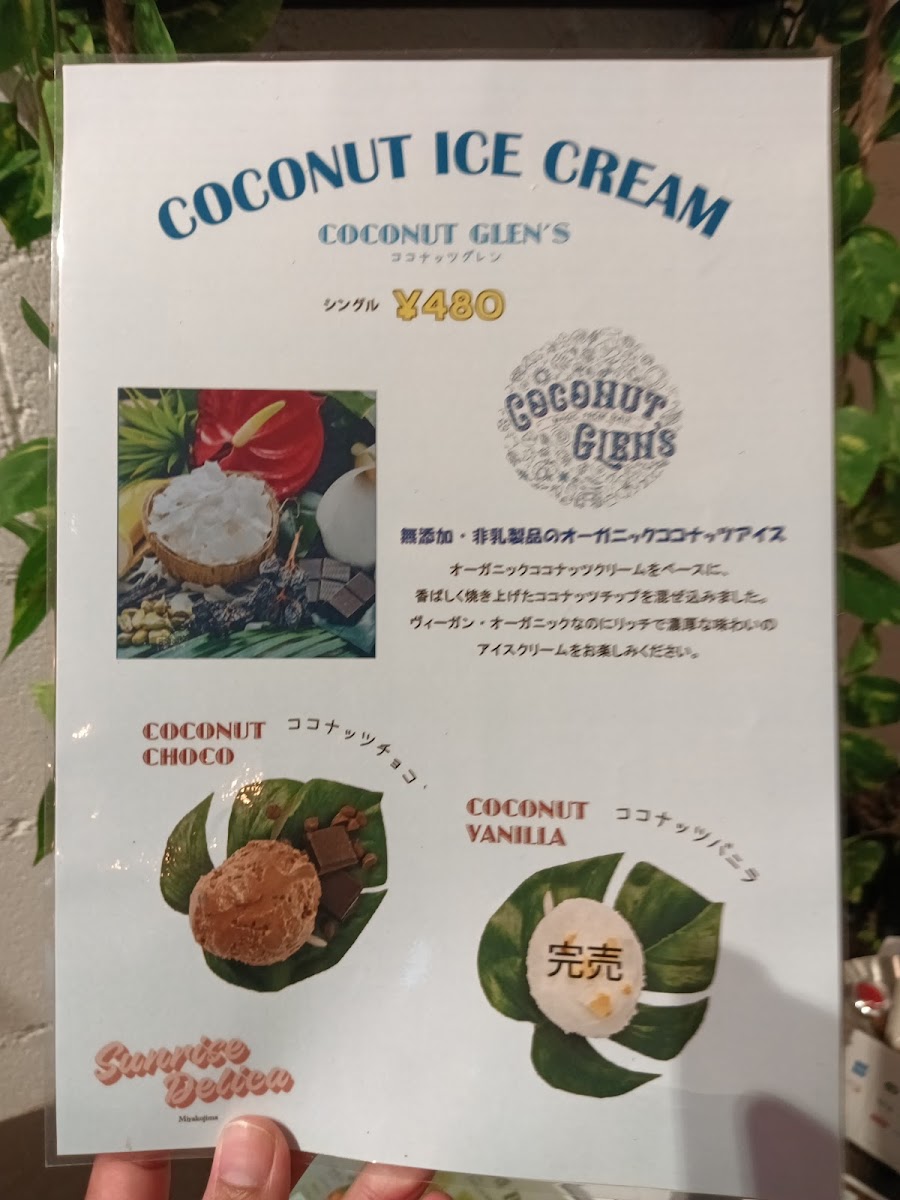 COCONUT ICE CREAM
COCONUT GLEN'S
ココナッツグレン
シングル ¥480
COCONUT
GLEN'S
無添加・非乳製品のオーガニックココナッツアイス
オーガニックココナッツクリームをベースに、
香ばしく焼き上げたココナッツチップを混ぜ込みました。
ヴィーガン・オーガニックなのにリッチで濃厚な味わいの
アイスクリームをお楽しみください。
COCONUT
CHOCO
ココナッツチョコ
COCONUT
VANILLA
ココナッツバニラ
完売
Sunrise
Delica
Miyakojima